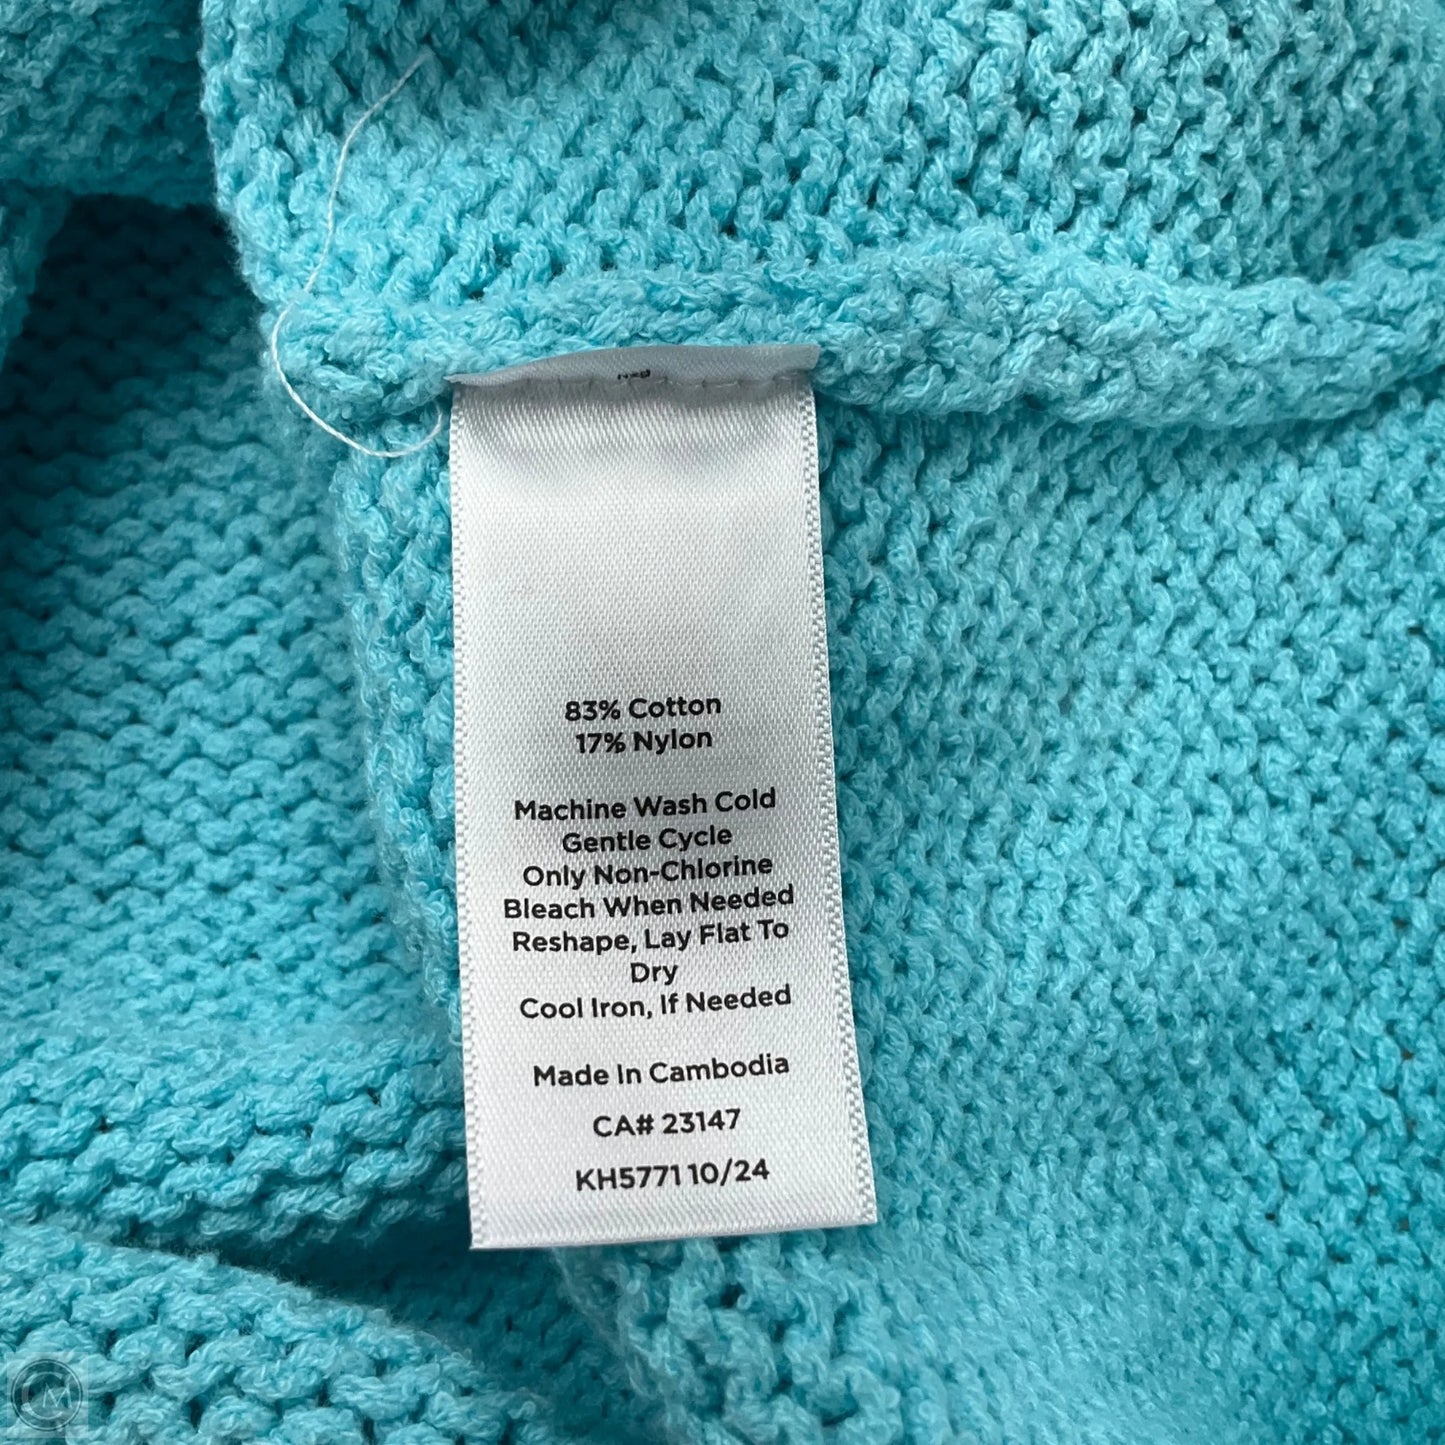 83% Cotton
17% Nylon
Machine Wash Cold
Gentle Cycle
Only Non-Chlorine
Bleach When Needed
Reshape, Lay Flat To
Dry
Cool Iron, If Needed
Made In Cambodia
CA# 23147
KH5771 10/24
CM